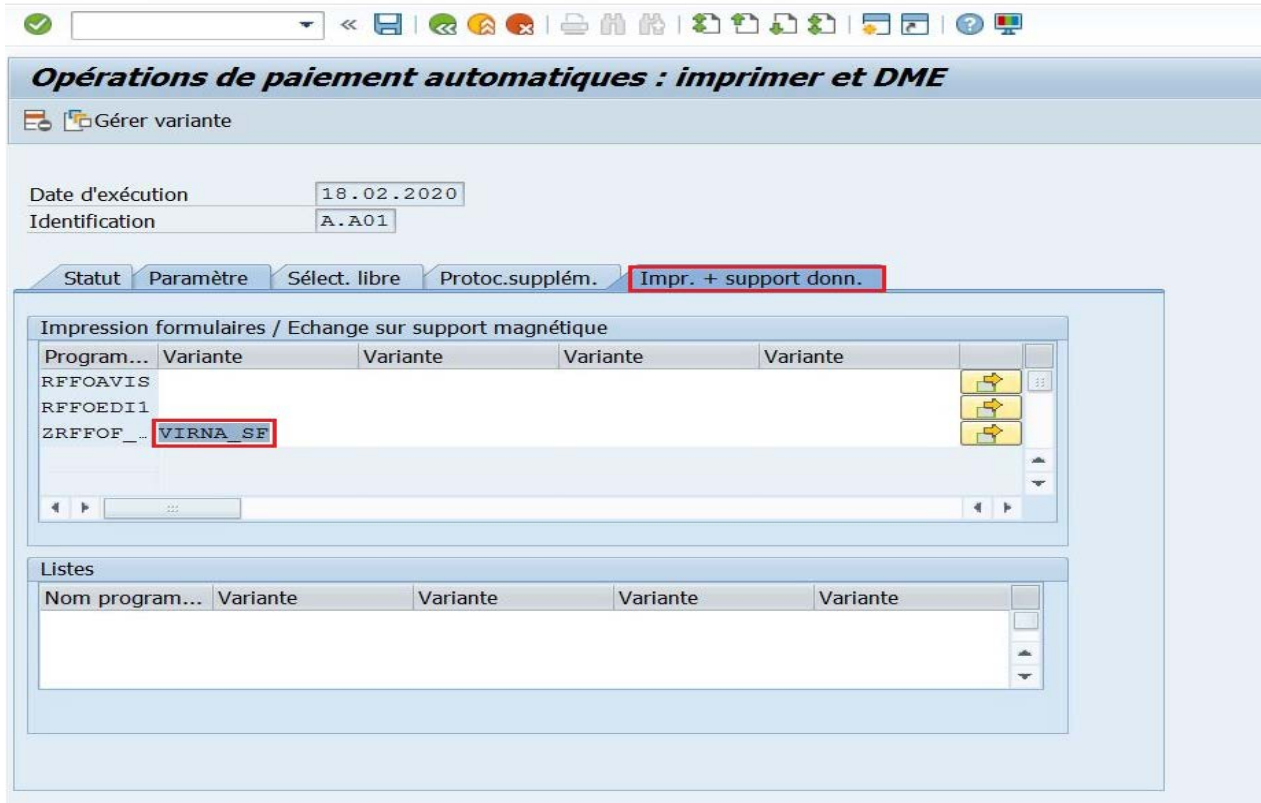 Opérations de paiement automatiques : imprimer et DME
Gérer variante
Date d'exécution 18.02.2020
Identification A.A01
Statut Paramètre Sélect. libre Protoc.supplém. Impr. + support donn.
Impression formulaires / Echange sur support magnétique
Program... Variante Variante Variante Variante
RFFOAVIS
RFFOEDI1
ZRFFOF_… VIRNA_SF
Listes
Nom program... Variante Variante Variante Variante